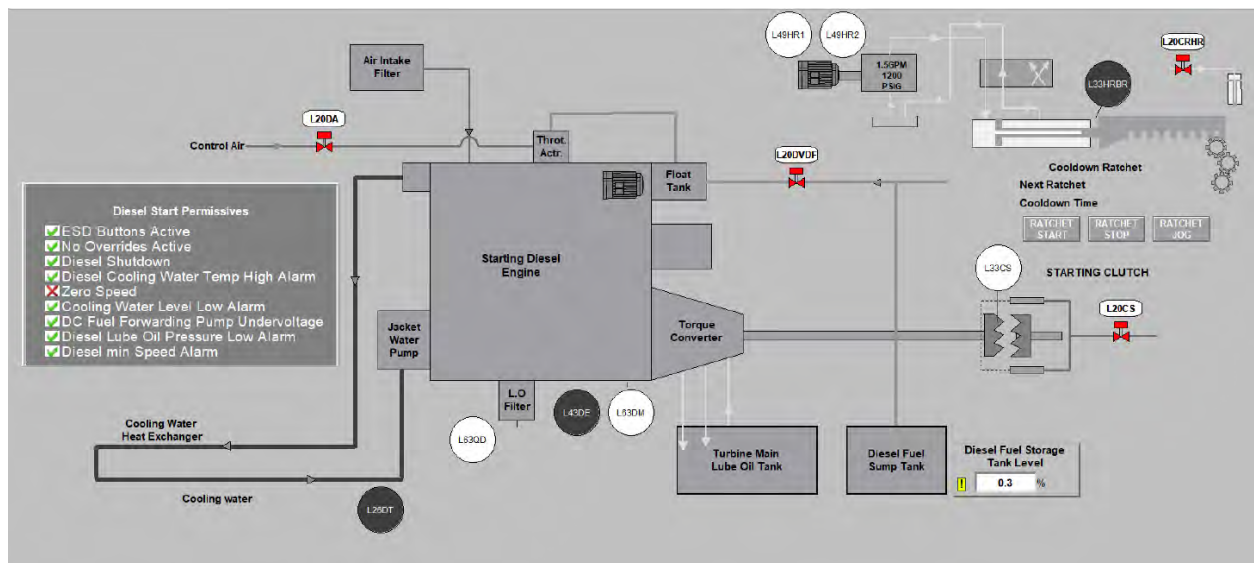 L49HR1
L49HR2
L20CRHR
Air Intake
Filter
1.5GPM
1200
PSIG
L33HRBR
L20DA
Control Air
Throt.
Actr.
L20DVDF
Float
Tank
Cooldown Ratchet
Next Ratchet
Cooldown Time
RATCHET
START
RATCHET
STOP
RATCHET
JOG
Diesel Start Permissives
ESD Buttons Active
No Overrides Active
Diesel Shutdown
Diesel Cooling Water Temp High Alarm
Zero Speed
Cooling Water Level Low Alarm
DC Fuel Forwarding Pump Undervoltage
Diesel Lube Oil Pressure Low Alarm
Diesel min Speed Alarm
Starting Diesel
Engine
L33CS
STARTING CLUTCH
L20CS
Jacket
Water
Pump
Torque
Converter
L.O
Filter
L43DE
L63DM
L63QD
Cooling Water
Heat Exchanger
Turbine Main
Lube Oil Tank
Diesel Fuel
Sump Tank
Diesel Fuel Storage
Tank Level
! 0.3 %
Cooling water
L26DT